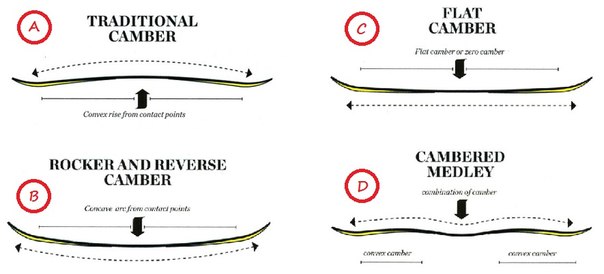 A
TRADITIONAL
CAMBER
Convex rise from contact points
C
FLAT
CAMBER
Flat camber or zero camber
B
ROCKER AND REVERSE
CAMBER
Concave arc from contact points
D
CAMBERED
MEDLEY
combination of camber
convex camber
convex camber